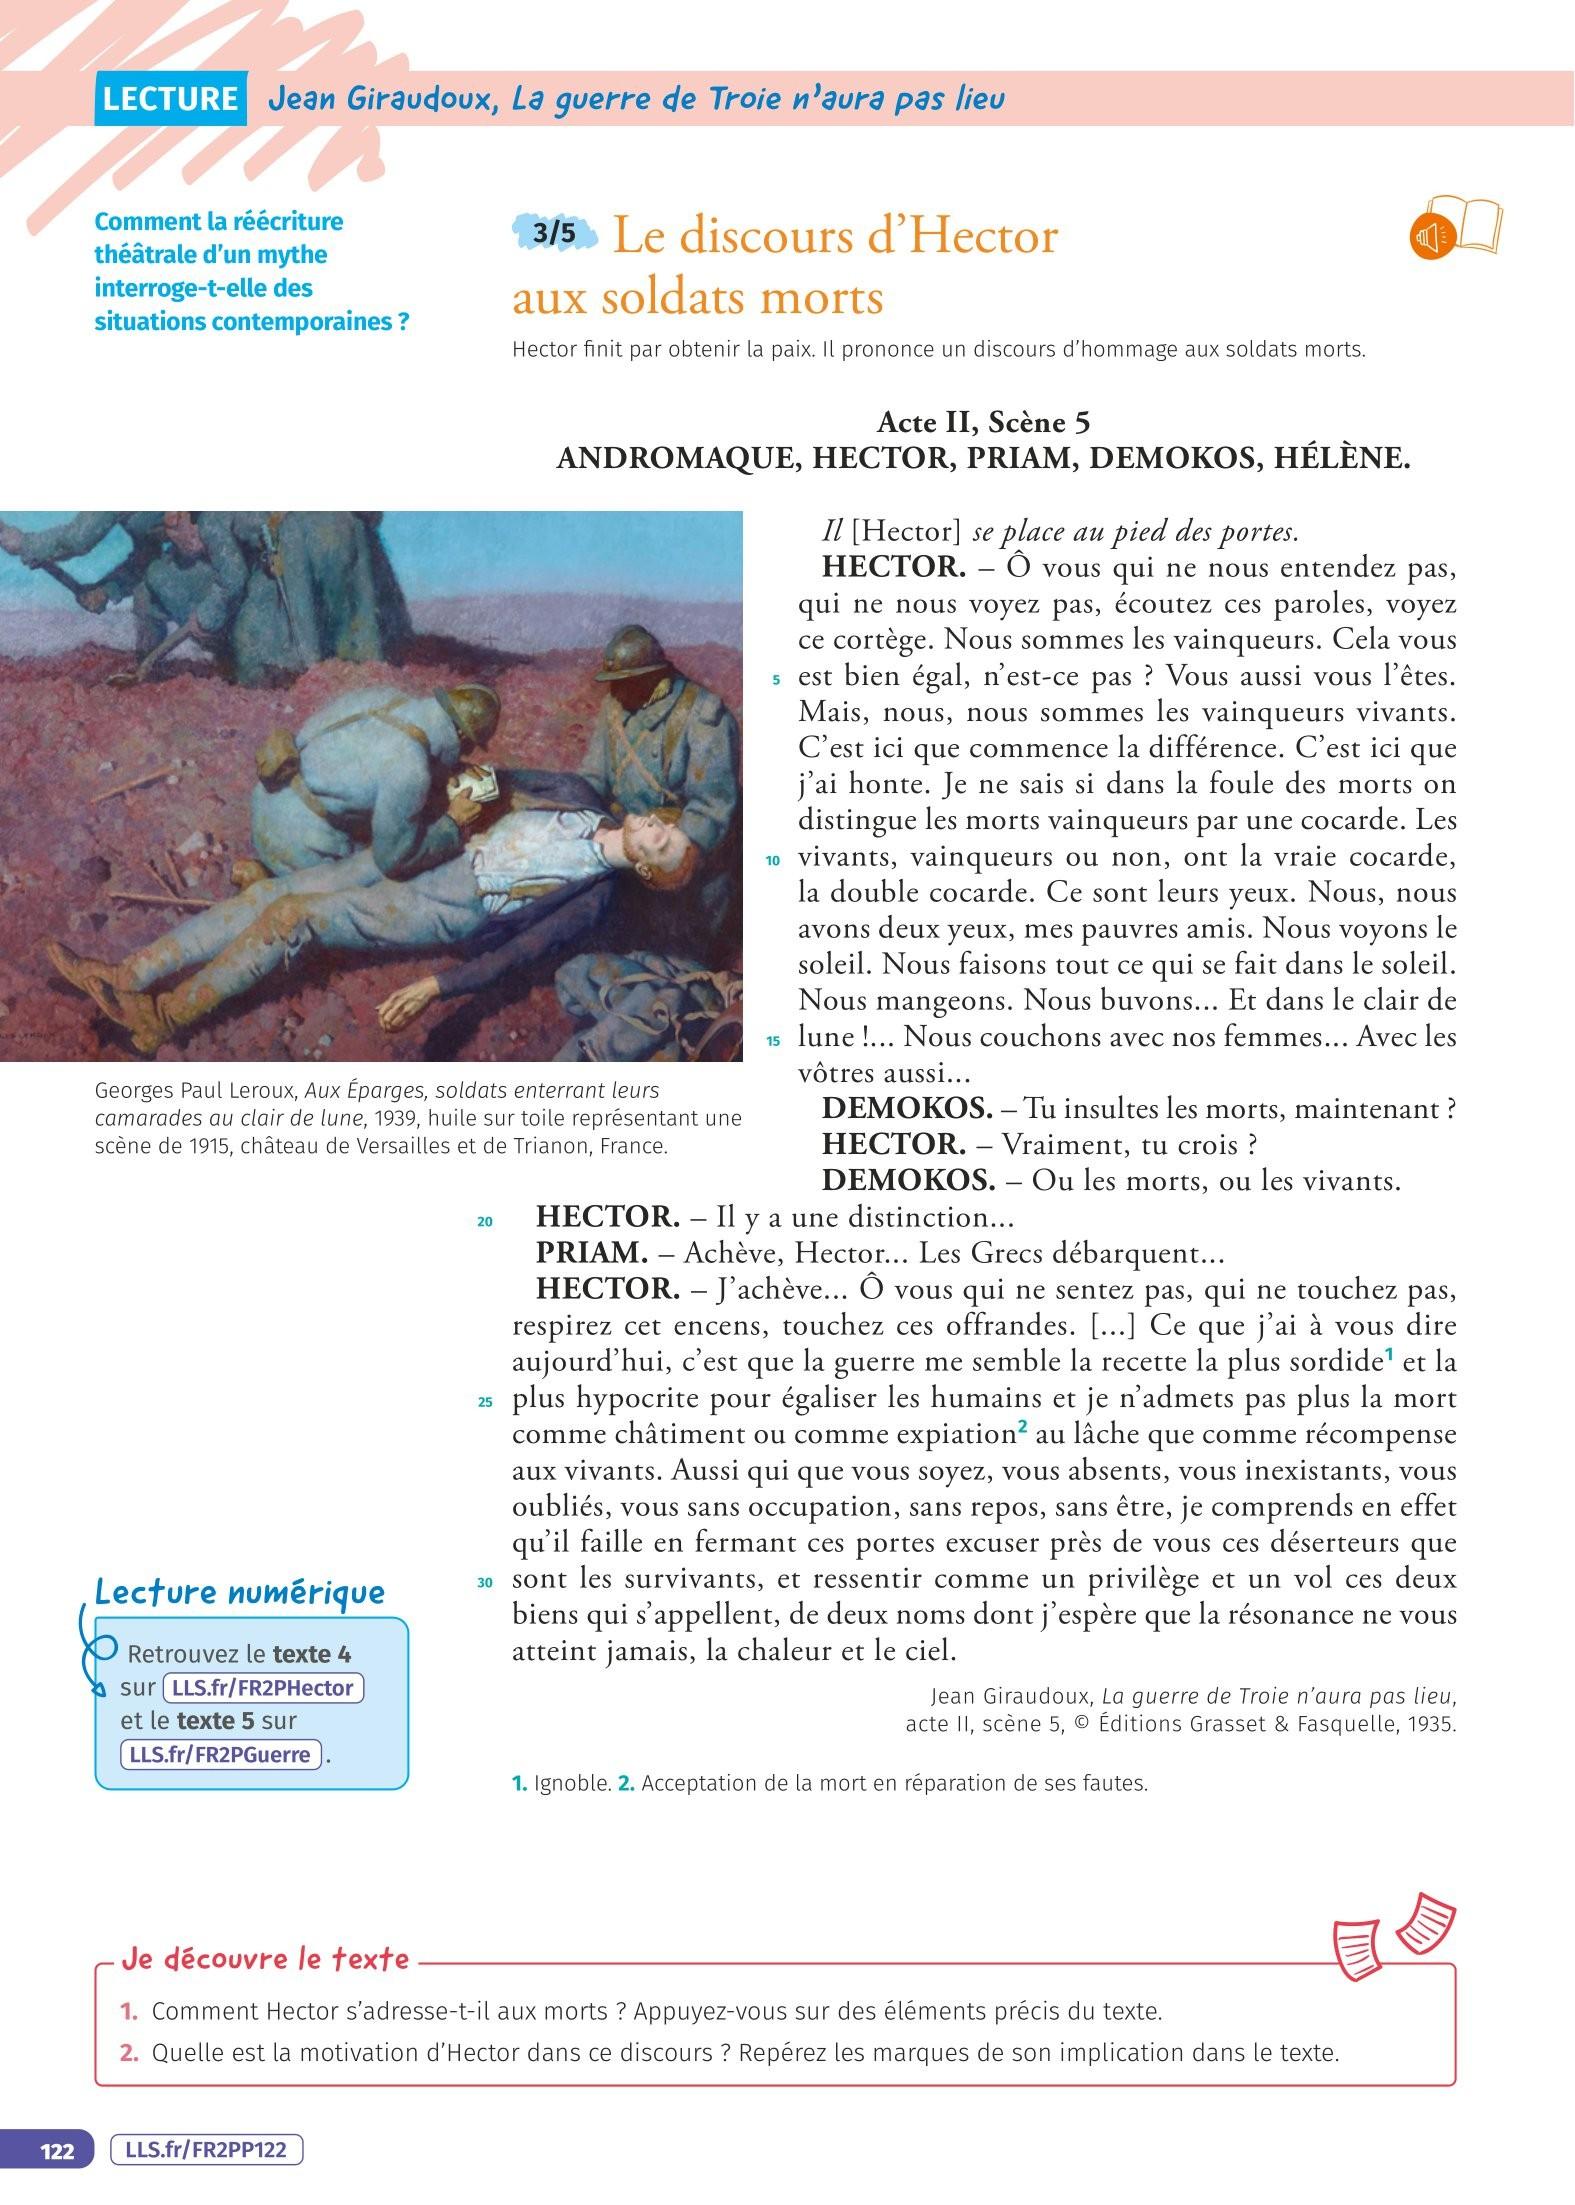 LECTURE Jean Giraudoux, La guerre de Troie n'aura pas lieu
Comment la réécriture
théâtrale d'un mythe
interroge-t-elle des
situations contemporaines ?
3/5 Le discours d'Hector
aux soldats morts
Hector finit par obtenir la paix. Il prononce un discours d'hommage aux soldats morts.
Acte II, Scène 5
ANDROMAQUE, HECTOR, PRIAM, DEMOKOS, HÉLÈNE.
Il [Hector] se place au pied des portes.
HECTOR. – Ô vous qui ne nous entendez pas,
qui ne nous voyez pas, écoutez ces paroles, voyez
ce cortège. Nous sommes les vainqueurs. Cela vous
5 est bien égal, n'est-ce pas ? Vous aussi vous l'êtes.
Mais, nous, nous sommes les vainqueurs vivants.
C'est ici que commence la différence. C'est ici que
j'ai honte. Je ne sais si dans la foule des morts on
distingue les morts vainqueurs par une cocarde. Les
10 vivants, vainqueurs ou non, ont la vraie cocarde,
la double cocarde. Ce sont leurs yeux. Nous, nous
avons deux yeux, mes pauvres amis. Nous voyons le
soleil. Nous faisons tout ce qui se fait dans le soleil.
Nous mangeons. Nous buvons... Et dans le clair de
15 lune !... Nous couchons avec nos femmes... Avec les
vôtres aussi...
DEMOKOS. – Tu insultes les morts, maintenant ?
HECTOR. – Vraiment, tu crois ?
DEMOKOS. – Ou les morts, ou les vivants.
20 HECTOR. – Il y a une distinction...
PRIAM. – Achève, Hector... Les Grecs débarquent...
HECTOR. – J'achève... Ô vous qui ne sentez pas, qui ne touchez pas,
respirez cet encens, touchez ces offrandes. [...] Ce que j'ai à vous dire
aujourd'hui, c'est que la guerre me semble la recette la plus sordide1 et la
25 plus hypocrite pour égaliser les humains et je n'admets pas plus la mort
comme châtiment ou comme expiation2 au lâche que comme récompense
aux vivants. Aussi qui que vous soyez, vous absents, vous inexistants, vous
oubliés, vous sans occupation, sans repos, sans être, je comprends en effet
qu'il faille en fermant ces portes excuser près de vous ces déserteurs que
30 sont les survivants, et ressentir comme un privilège et un vol ces deux
biens qui s'appellent, de deux noms dont j'espère que la résonance ne vous
atteint jamais, la chaleur et le ciel.
Jean Giraudoux, La guerre de Troie n'aura pas lieu,
acte II, scène 5, © Éditions Grasset & Fasquelle, 1935.
1. Ignoble. 2. Acceptation de la mort en réparation de ses fautes.
Georges Paul Leroux, Aux Éparges, soldats enterrant leurs
camarades au clair de lune, 1939, huile sur toile représentant une
scène de 1915, château de Versailles et de Trianon, France.
Lecture numérique
Retrouvez le texte 4
sur LLS.fr/FR2PHector
et le texte 5 sur
LLS.fr/FR2PGuerre .
Je découvre le texte
1. Comment Hector s'adresse-t-il aux morts ? Appuyez-vous sur des éléments précis du texte.
2. Quelle est la motivation d'Hector dans ce discours ? Repérez les marques de son implication dans le texte.
122 LLS.fr/FR2PP122